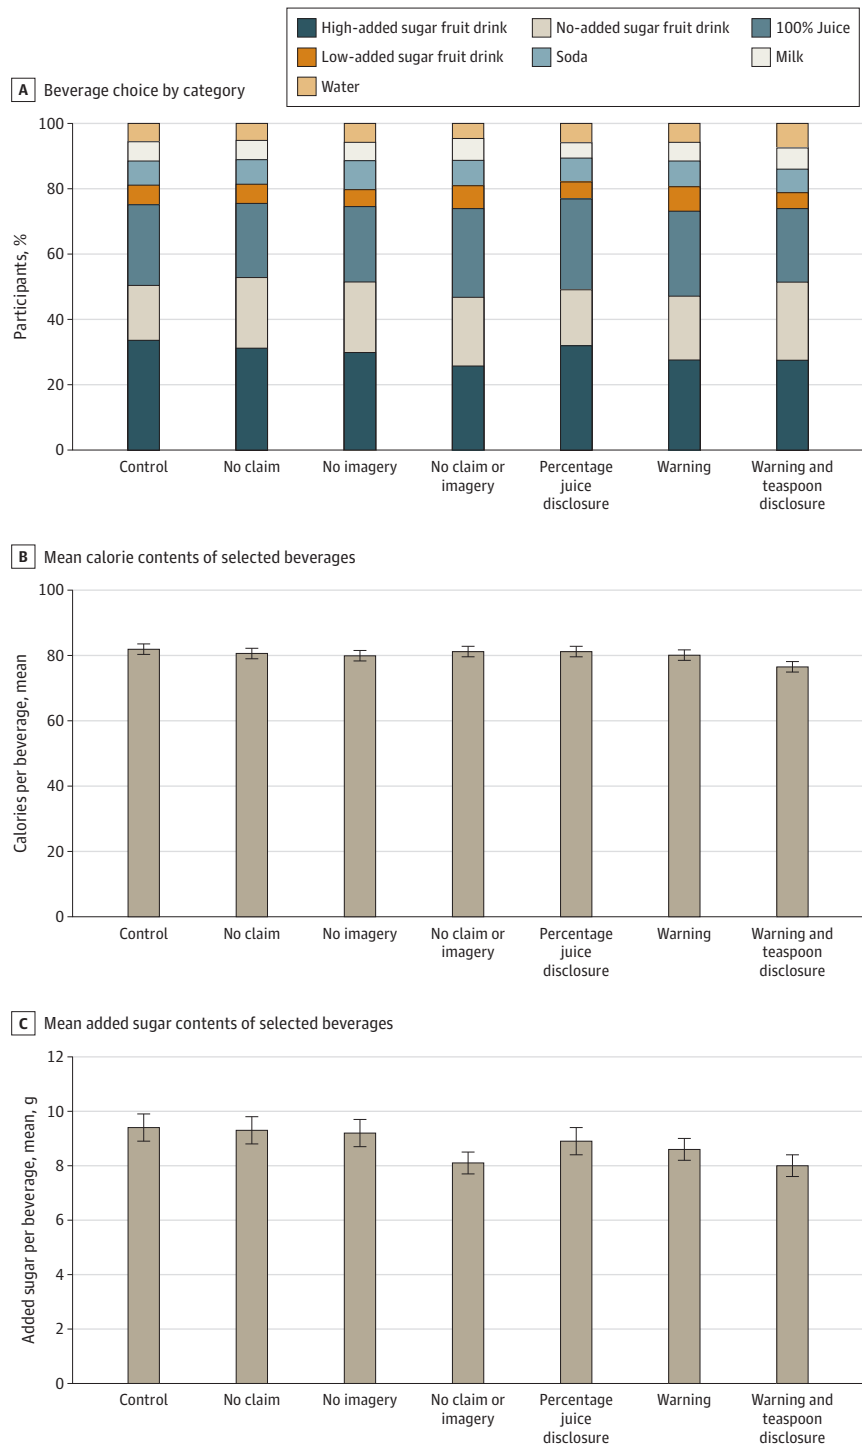 High-added sugar fruit drink
No-added sugar fruit drink
100% Juice
Low-added sugar fruit drink
Soda
Milk
Water
A Beverage choice by category
Participants, %
100
80
60
40
20
0
Control
No claim
No imagery
No claim or
imagery
Percentage
juice
disclosure
Warning
Warning and
teaspoon
disclosure
B Mean calorie contents of selected beverages
Calories per beverage, mean
100
80
60
40
20
0
Control
No claim
No imagery
No claim or
imagery
Percentage
juice
disclosure
Warning
Warning and
teaspoon
disclosure
C Mean added sugar contents of selected beverages
Added sugar per beverage, mean, g
12
10
8
6
4
2
0
Control
No claim
No imagery
No claim or
imagery
Percentage
juice
disclosure
Warning
Warning and
teaspoon
disclosure